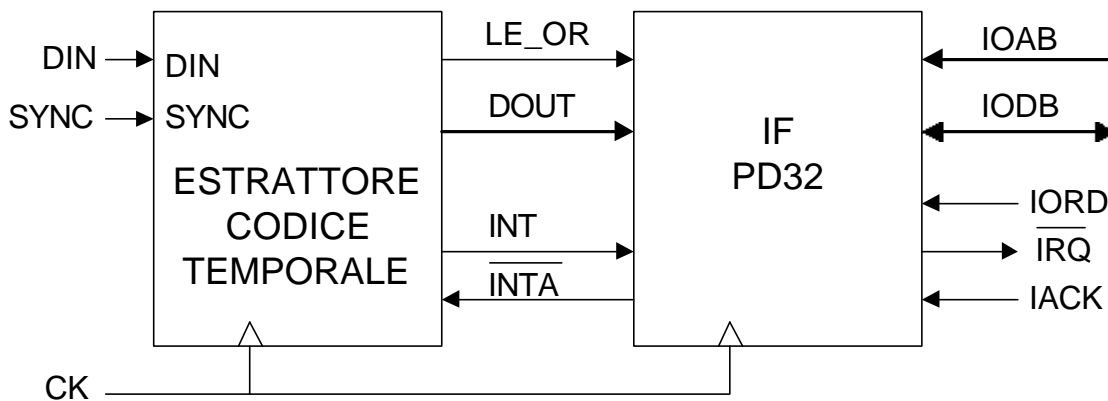 DIN
SYNC
DIN
SYNC
ESTRATTORE
CODICE
TEMPORALE
LE_OR
DOUT
INT
INTA
IF
PD32
IOAB
IODB
IORD
IRQ
IACK
CK